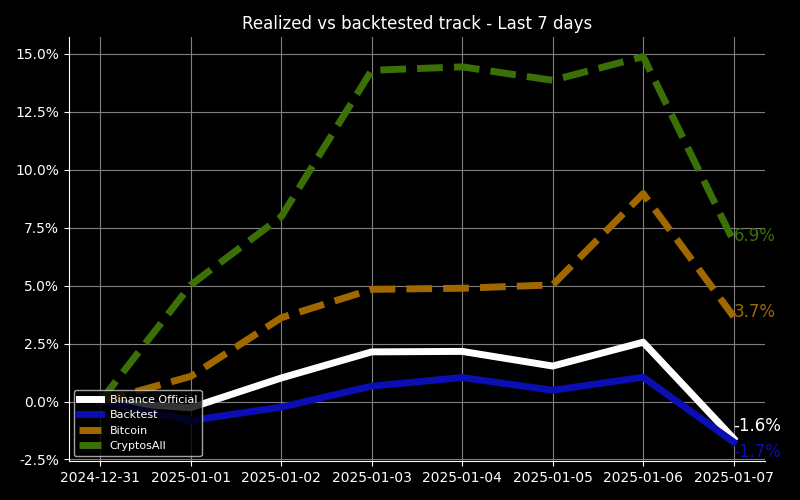 Realized vs backtested track - Last 7 days
15.0%
12.5%
10.0%
7.5%
5.0%
2.5%
0.0%
-2.5%
6.9%
3.7%
-1.6%
-1.7%
Binance Official
Backtest
Bitcoin
CryptosAll
2024-12-31 2025-01-01 2025-01-02 2025-01-03 2025-01-04 2025-01-05 2025-01-06 2025-01-07